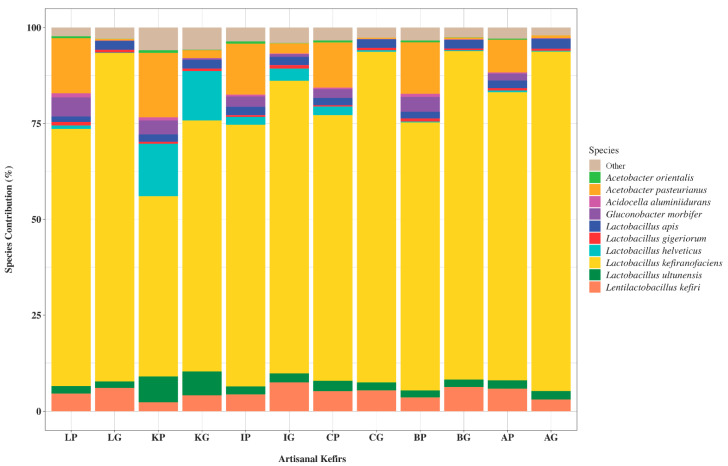 100
75
50
25
0
Species Contribution (%)
LP LG KP KG IP IG CP CG BP BG AP AG
Artisanal Kefirs
Species
Other
Acetobacter orientalis
Acetobacter pasteurianus
Acidocella aluminiidurans
Gluconobacter morbifer
Lactobacillus apis
Lactobacillus gigeriorum
Lactobacillus helveticus
Lactobacillus kefiranofaciens
Lactobacillus ultunensis
Lentilactobacillus kefiri